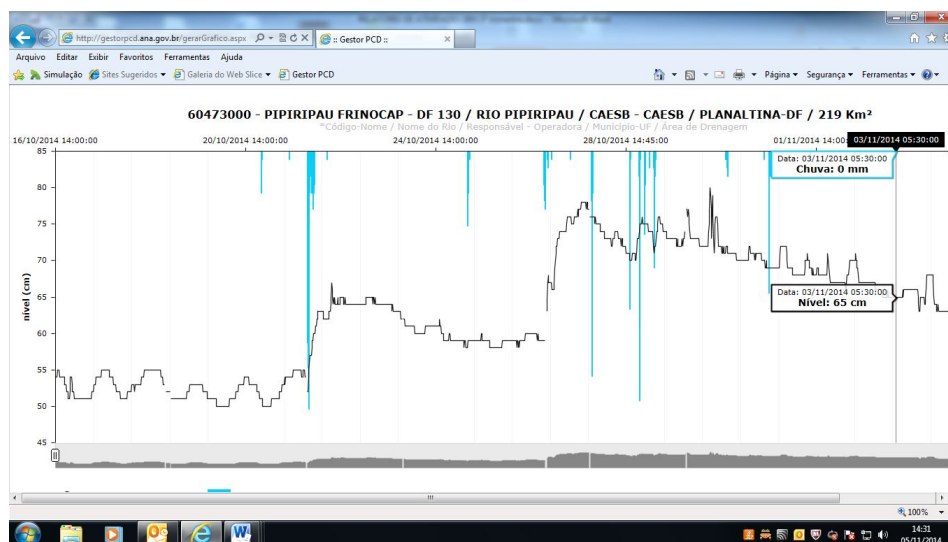 http://gestorpcd.ana.gov.br/gerarGrafico.aspx
:: Gestor PCD ::
Arquivo Editar Exibir Favoritos Ferramentas Ajuda
Simulação Sites Sugeridos Galeria do Web Slice Gestor PCD
Página Segurança Ferramentas
60473000 - PIPIRIPAU FRINOCAP - DF 130 / RIO PIPIRIPAU / CAESB - CAESB / PLANALTINA-DF / 219 Km²
*Código-Nome / Nome do Rio / Responsável - Operadora / Município-UF / Área de Drenagem
16/10/2014 14:00:00 20/10/2014 14:00:00 24/10/2014 14:00:00 28/10/2014 14:45:00 01/11/2014 14:00: 03/11/2014 05:30:00
85
Data: 03/11/2014 05:30:00
Chuva: 0 mm
80
75
70
nível (cm)
65
Data: 03/11/2014 05:30:00
Nível: 65 cm
60
55
50
45
100%
14:31
05/11/2014